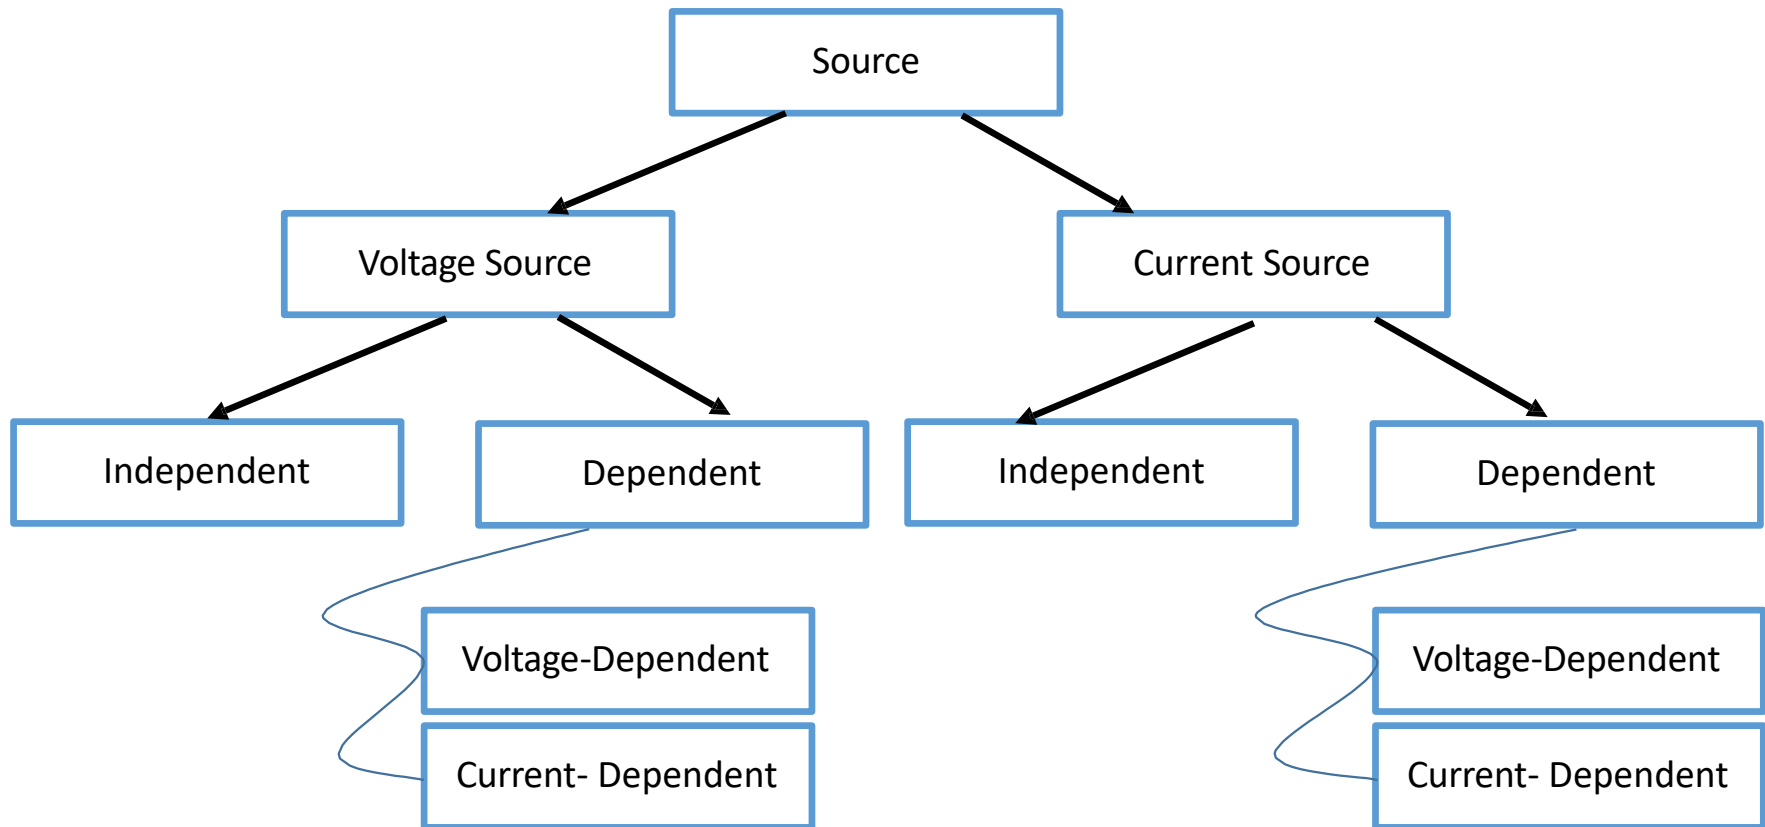 Source
Voltage Source
Current Source
Independent
Dependent
Independent
Dependent
Voltage-Dependent
Voltage-Dependent
Current- Dependent
Current- Dependent